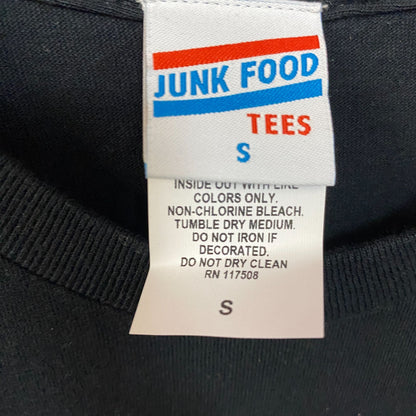 JUNK FOOD
TEES
S
INSIDE OUT WITH LIKE
COLORS ONLY.
NON-CHLORINE BLEACH.
TUMBLE DRY MEDIUM.
DO NOT IRON IF
DECORATED.
DO NOT DRY CLEAN
RN 117508
S